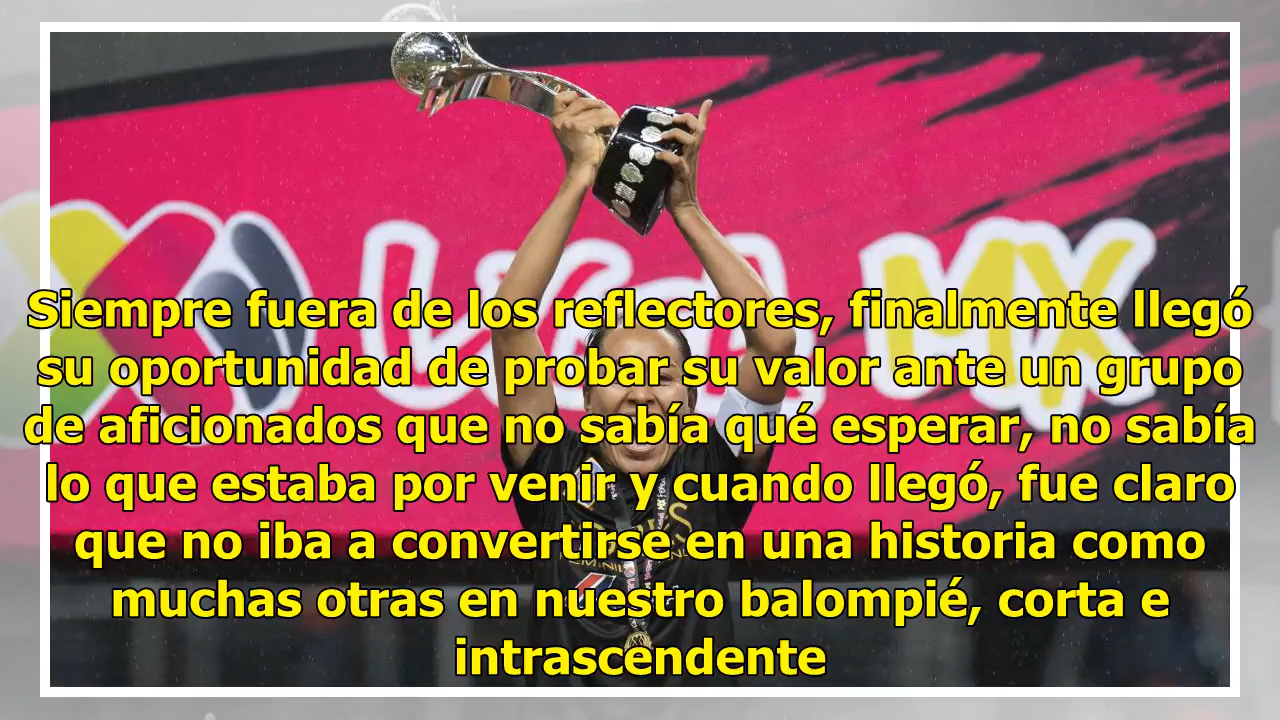 Liga MX
Siempre fuera de los reflectores, finalmente llegó
su oportunidad de probar su valor ante un grupo
de aficionados que no sabía qué esperar, no sabía
lo que estaba por venir y cuando llegó, fue claro
que no iba a convertirse en una historia como
muchas otras en nuestro balompié, corta e
intrascendente